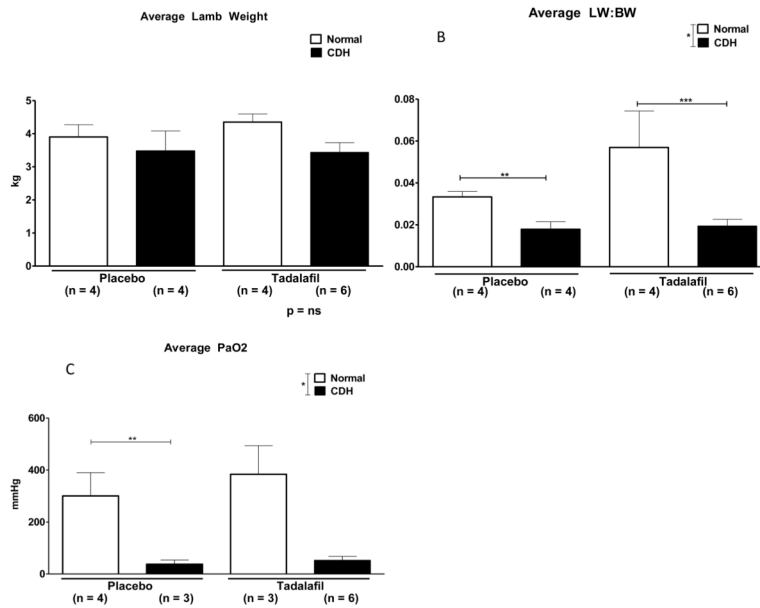 Average Lamb Weight
Normal
CDH
5
4
3
2
1
0
kg
Placebo
Tadalafil
(n = 4)
(n = 4)
(n = 4)
(n = 6)
p = ns
B
Average LW:BW
*
Normal
CDH
0.08
0.06
0.04
0.02
0.00
**
***
Placebo
Tadalafil
(n = 4)
(n = 4)
(n = 4)
(n = 6)
C
Average PaO2
*
Normal
CDH
600
400
200
0
mmHg
**
Placebo
Tadalafil
(n = 4)
(n = 3)
(n = 3)
(n = 6)